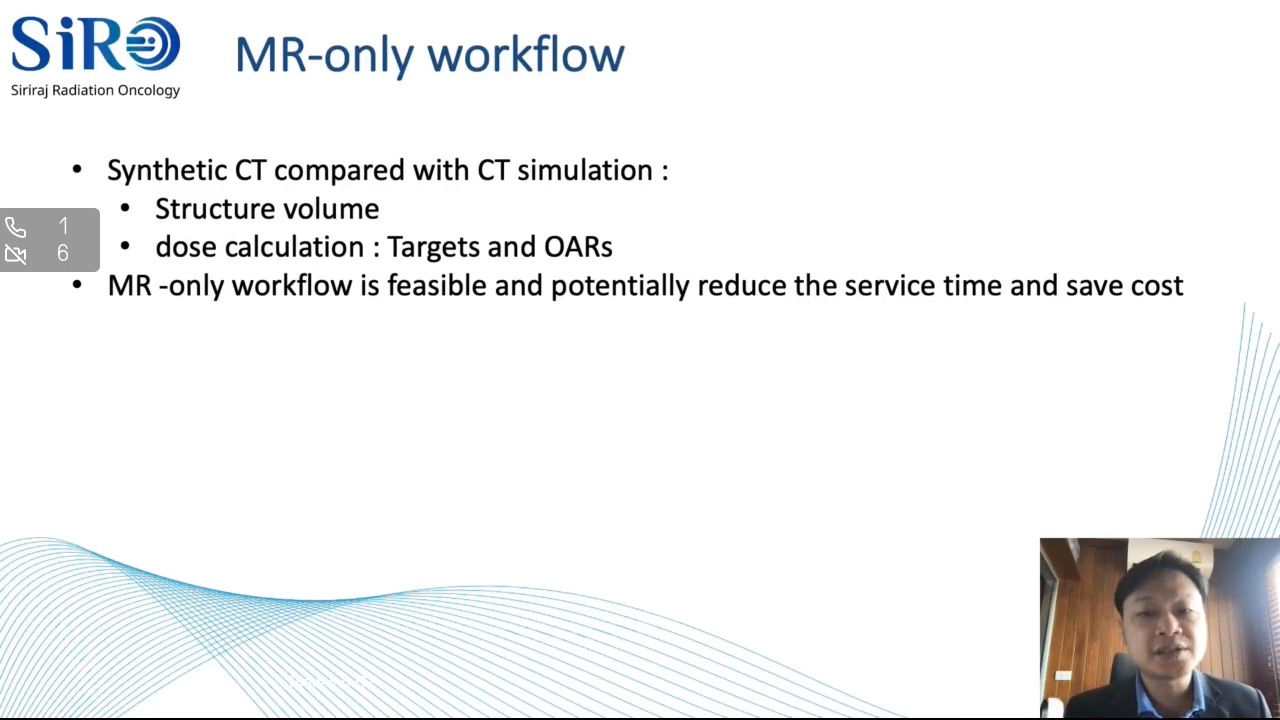 SiRO
Siriraj Radiation Oncology
MR-only workflow
• Synthetic CT compared with CT simulation :
• Structure volume
1
6
• dose calculation : Targets and OARs
• MR -only workflow is feasible and potentially reduce the service time and save cost